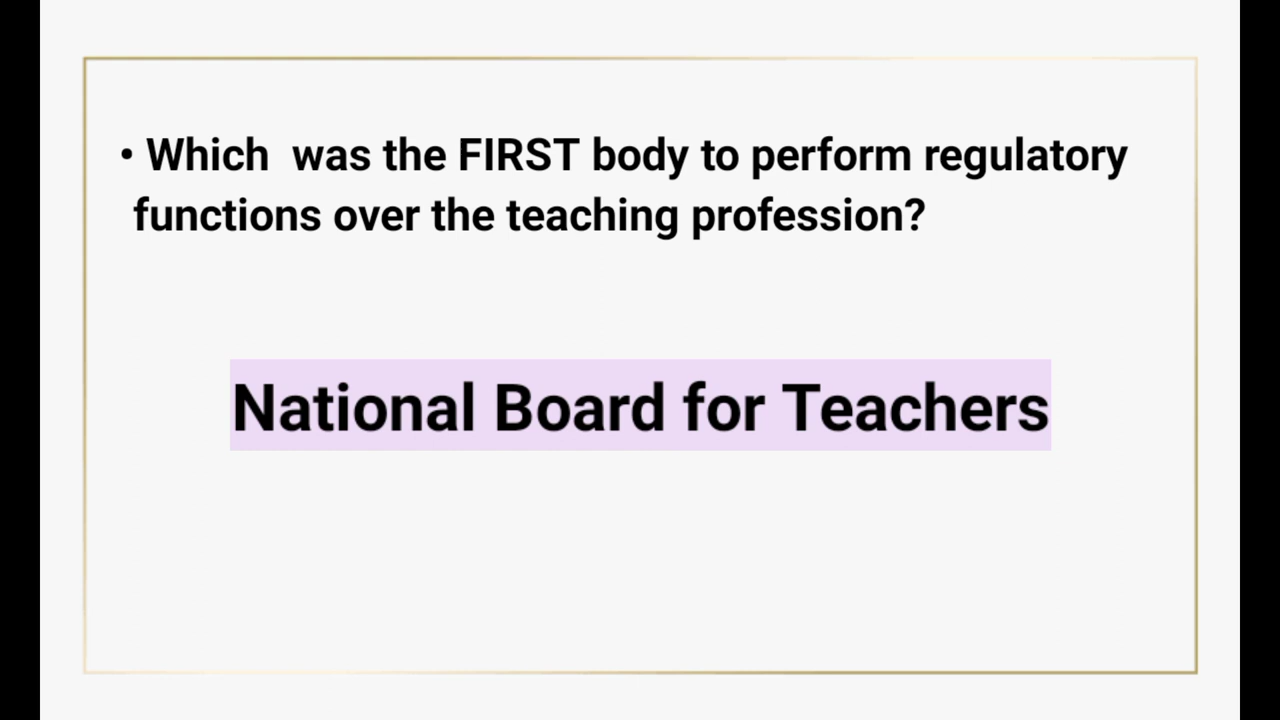 • Which  was the FIRST body to perform regulatory
functions over the teaching profession?
National Board for Teachers